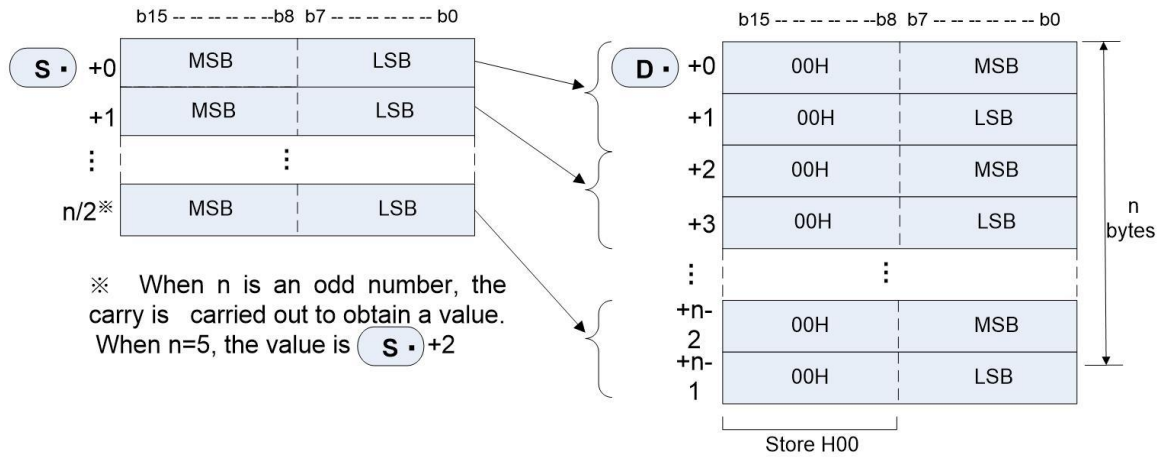 b15 -- -- -- -- -- --b8 b7 -- -- -- -- -- -- b0
S· +0 MSB LSB
+1 MSB LSB
⋮ ⋮
n/2※ MSB LSB
※ When n is an odd number, the
carry is carried out to obtain a value.
When n=5, the value is S· +2
b15 -- -- -- -- -- --b8 b7 -- -- -- -- -- -- b0
D· +0 00H MSB
+1 00H LSB
+2 00H MSB
+3 00H LSB
⋮ ⋮
+n-2 00H MSB
+n-1 00H LSB
n
bytes
Store H00